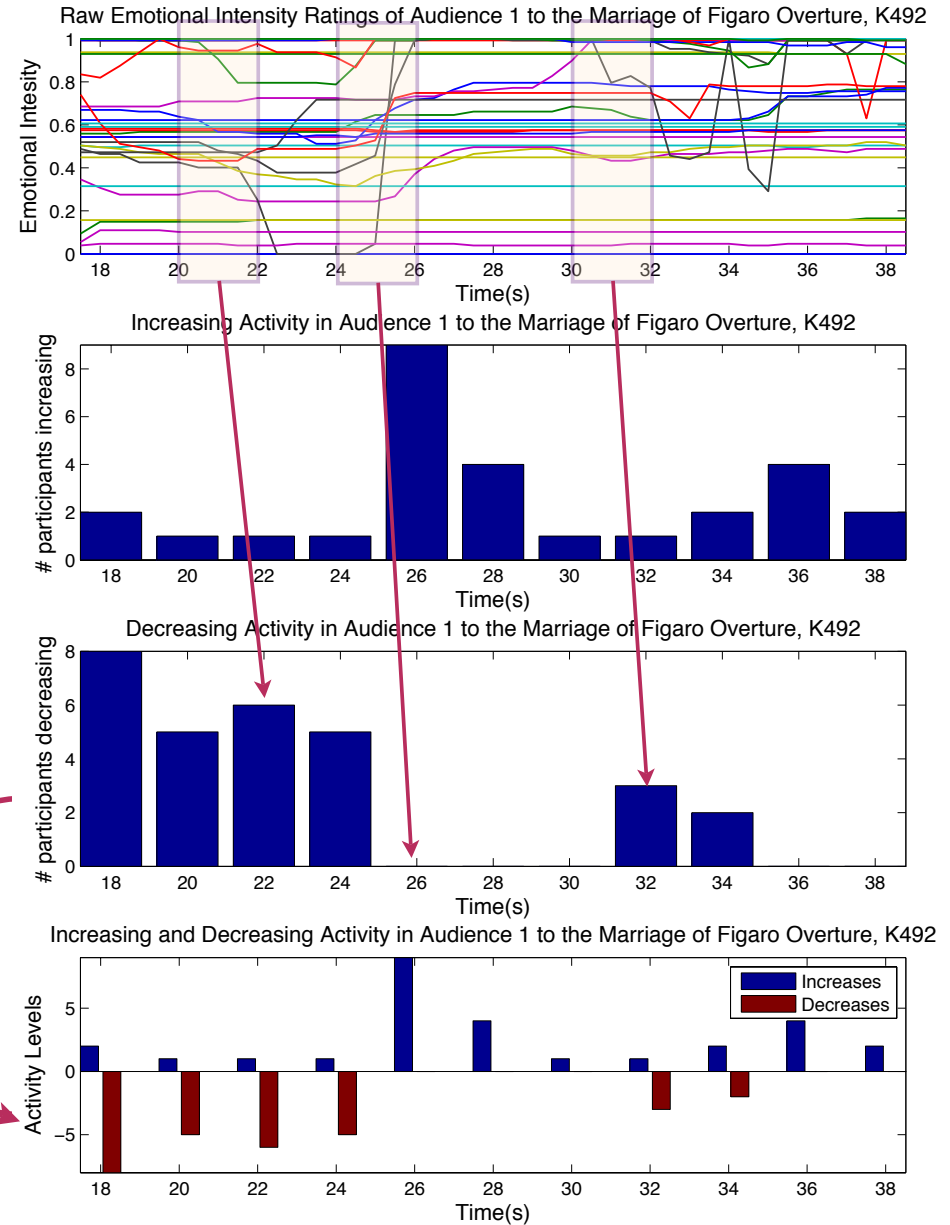 Raw Emotional Intensity Ratings of Audience 1 to the Marriage of Figaro Overture, K492
Emotional Intesity
1
0.8
0.6
0.4
0.2
0
18 20 22 24 26 28 30 32 34 36 38
Time(s)
Increasing Activity in Audience 1 to the Marriage of Figaro Overture, K492
# participants increasing
8
6
4
2
0
18 20 22 24 26 28 30 32 34 36 38
Time(s)
Decreasing Activity in Audience 1 to the Marriage of Figaro Overture, K492
# participants decreasing
8
6
4
2
0
18 20 22 24 26 28 30 32 34 36 38
Time(s)
Increasing and Decreasing Activity in Audience 1 to the Marriage of Figaro Overture, K492
Activity Levels
Increases
Decreases
5
0
−5
18 20 22 24 26 28 30 32 34 36 38
Time(s)